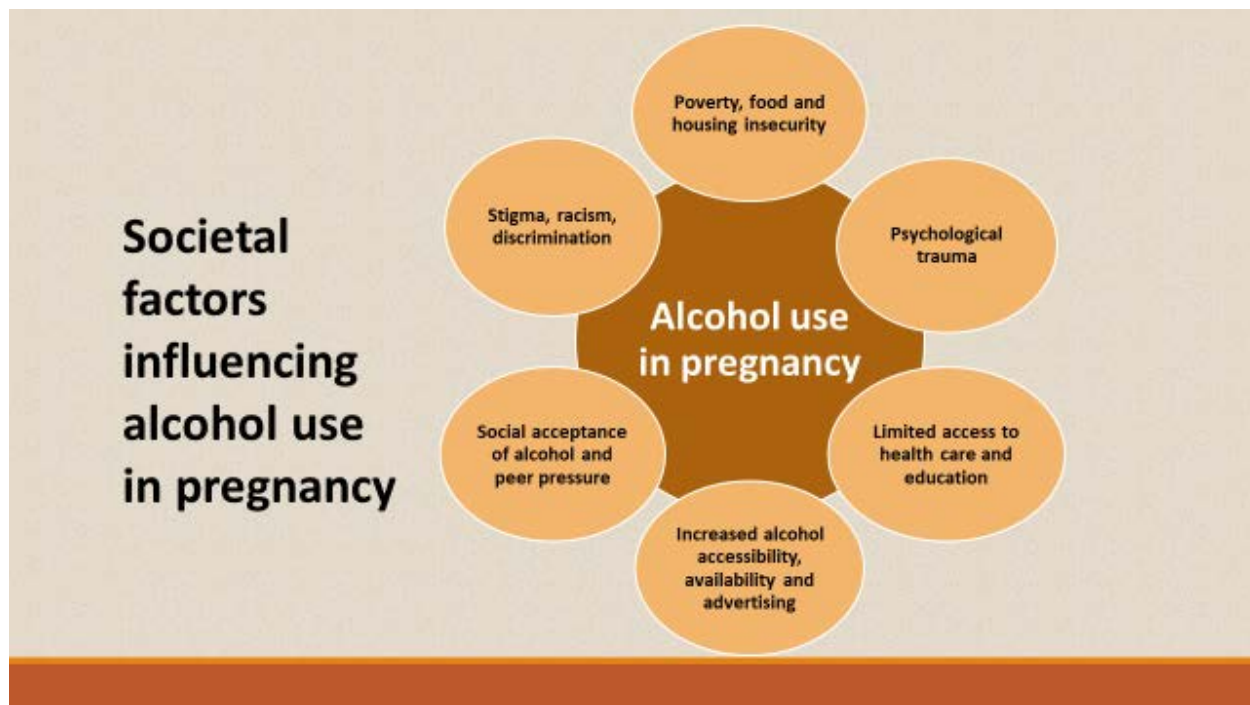 Societal
factors
influencing
alcohol use
in pregnancy
Alcohol use
in pregnancy
Poverty, food and
housing insecurity
Psychological
trauma
Limited access to
health care and
education
Increased alcohol
accessibility,
availability and
advertising
Social acceptance
of alcohol and
peer pressure
Stigma, racism,
discrimination